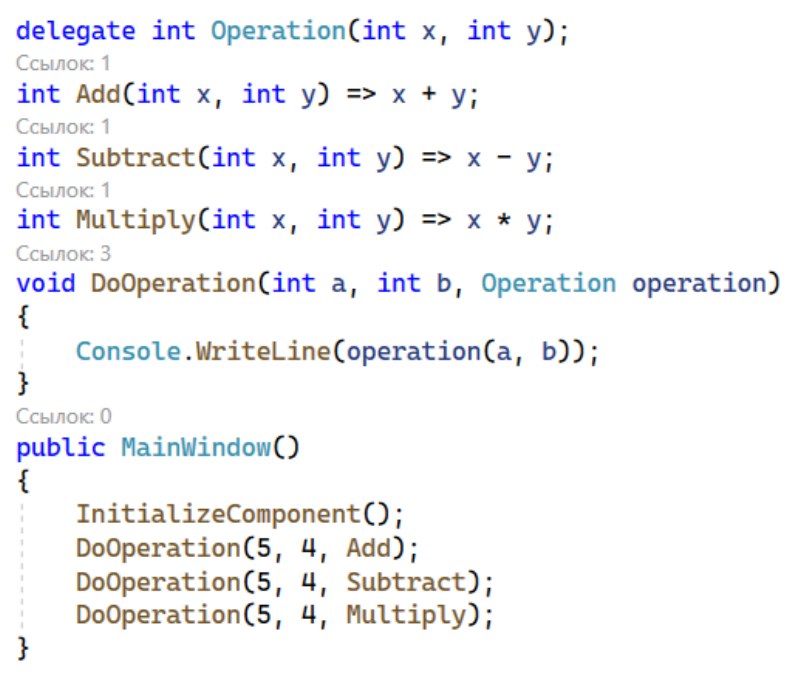 delegate int Operation(int x, int y);
Ссылок: 1
int Add(int x, int y) => x + y;
Ссылок: 1
int Subtract(int x, int y) => x - y;
Ссылок: 1
int Multiply(int x, int y) => x * y;
Ссылок: 3
void DoOperation(int a, int b, Operation operation)
{
    Console.WriteLine(operation(a, b));
}
Ссылок: 0
public MainWindow()
{
    InitializeComponent();
    DoOperation(5, 4, Add);
    DoOperation(5, 4, Subtract);
    DoOperation(5, 4, Multiply);
}